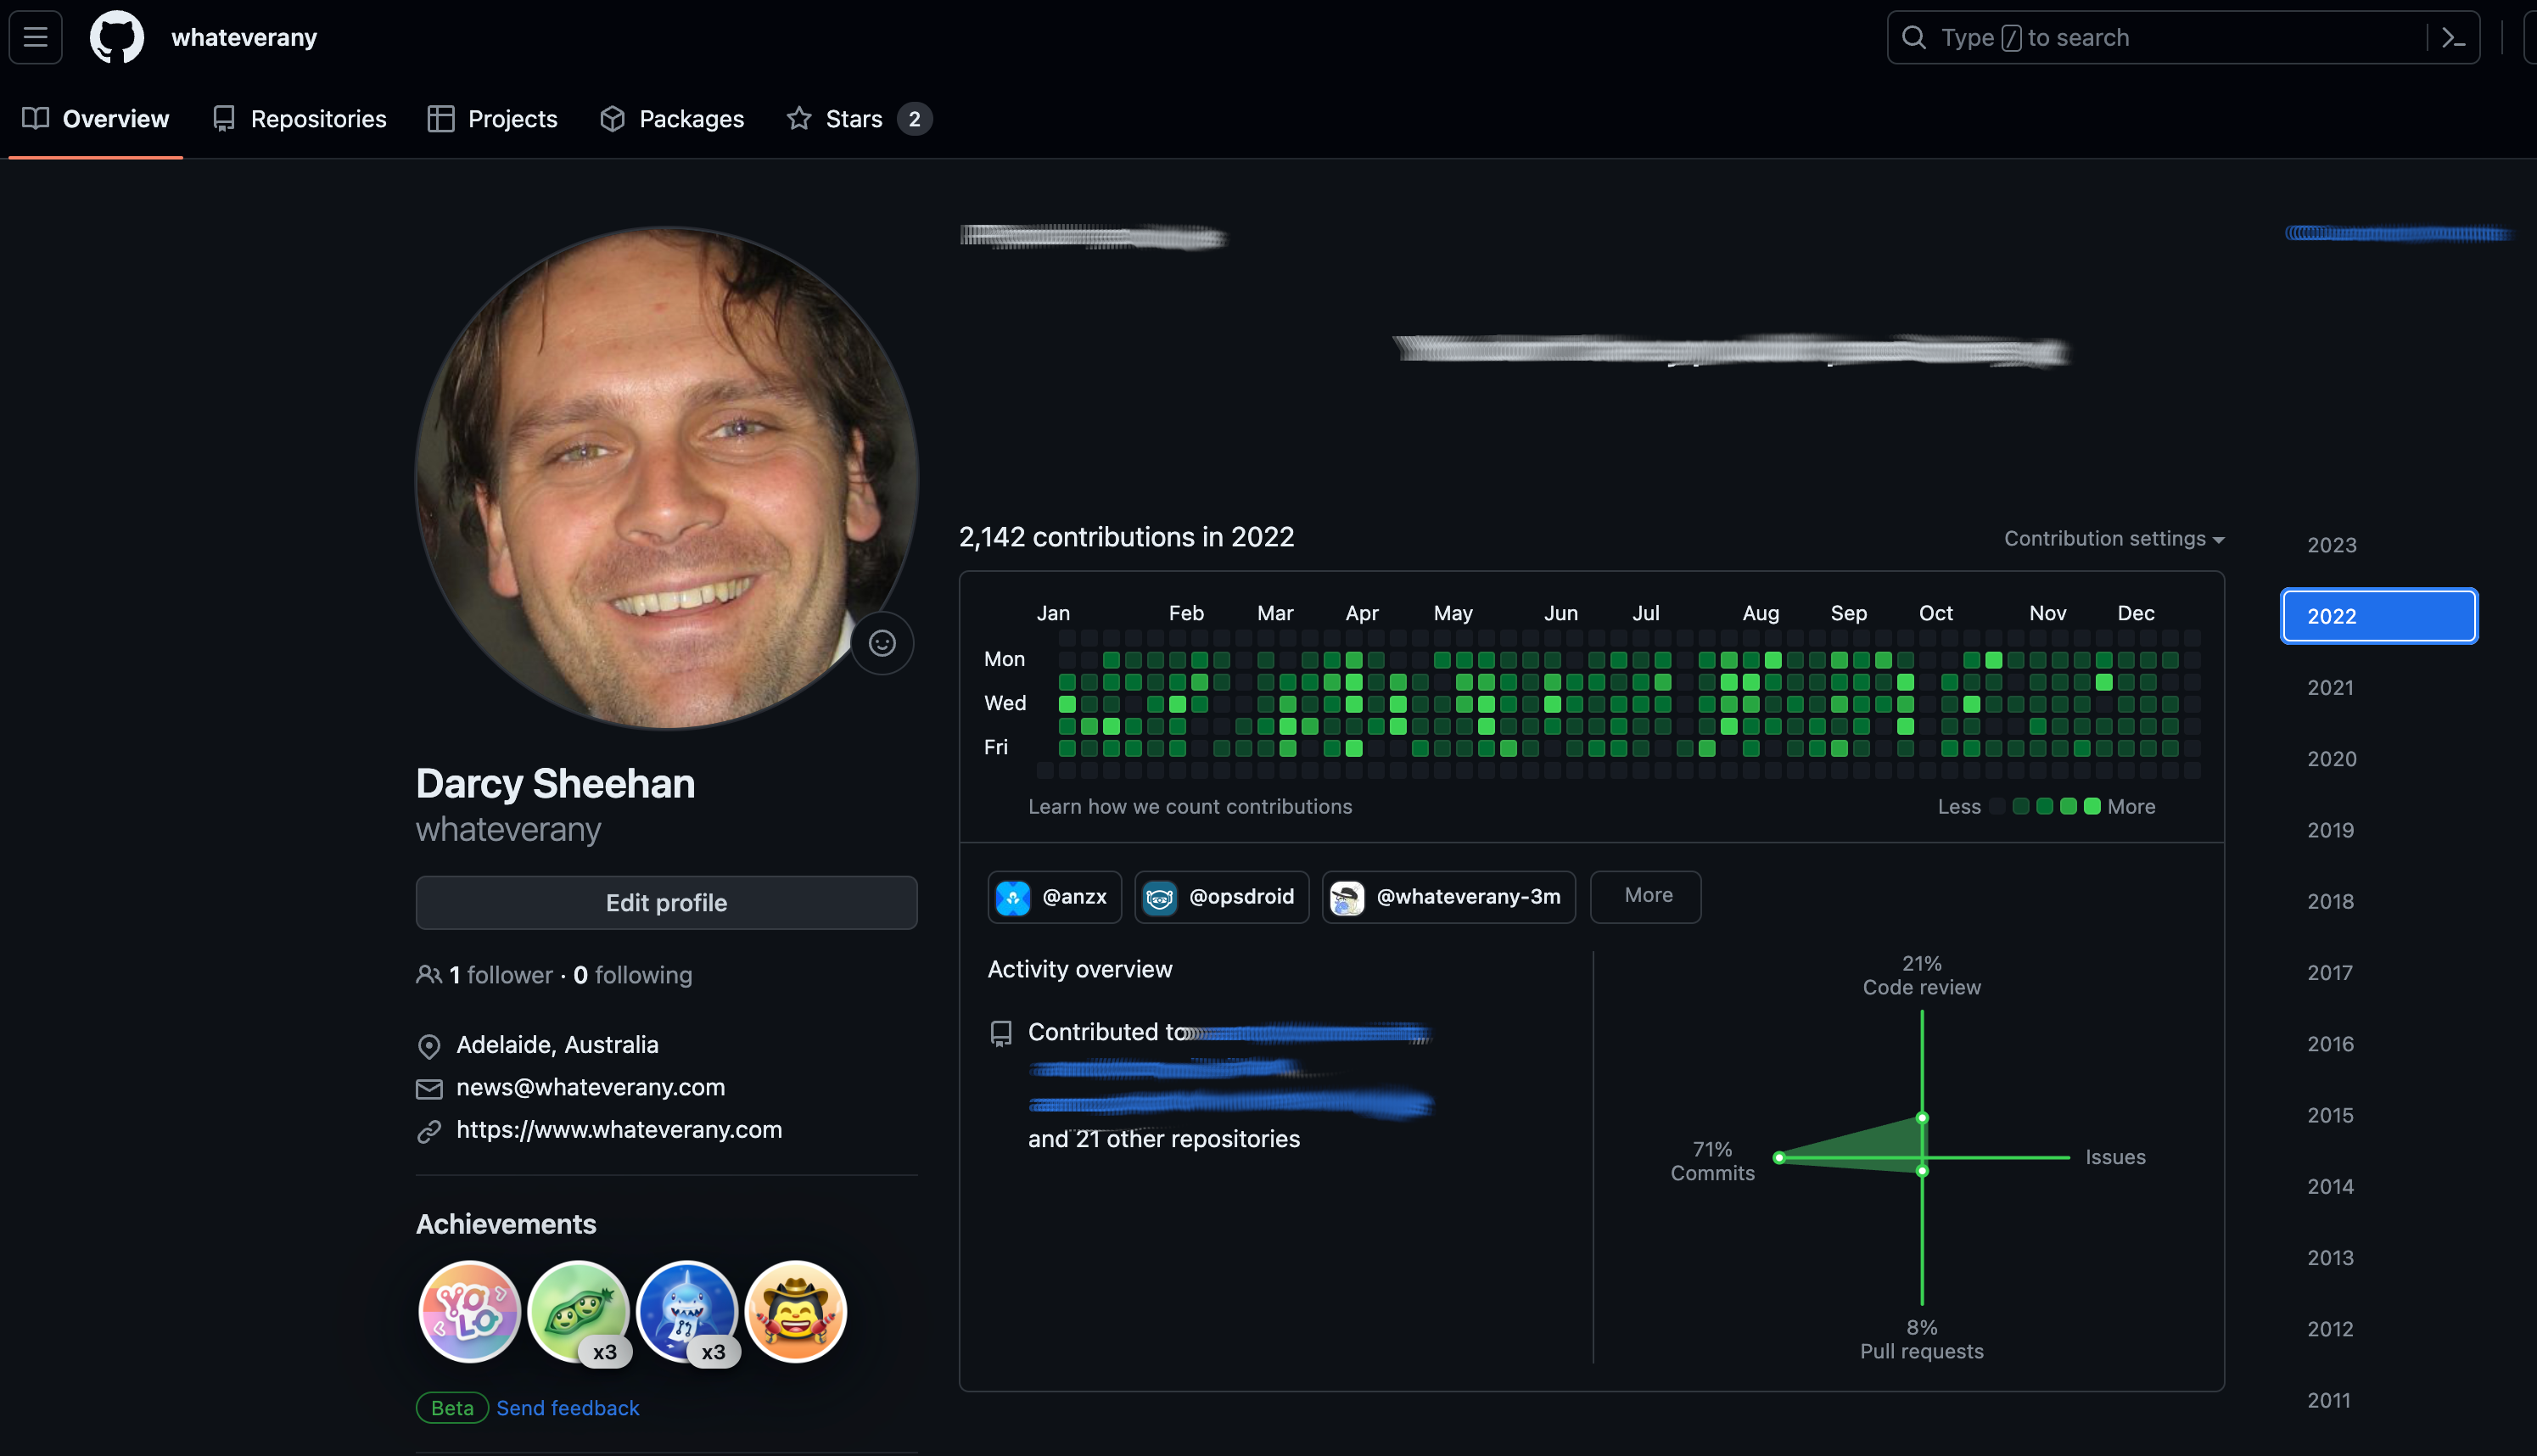 whateverany
Type / to search
Overview
Repositories
Projects
Packages
Stars 2
Darcy Sheehan
whateverany
Edit profile
1 follower · 0 following
Adelaide, Australia
news@whateverany.com
https://www.whateverany.com
Achievements
YOLO
x3
x3
Beta Send feedback
2,142 contributions in 2022
Contribution settings
Jan Feb Mar Apr May Jun Jul Aug Sep Oct Nov Dec
Mon
Wed
Fri
Learn how we count contributions
Less More
@anzx
@opsdroid
@whateverany-3m
More
Activity overview
Contributed to
and 21 other repositories
21%
Code review
71%
Commits
Issues
8%
Pull requests
2023
2022
2021
2020
2019
2018
2017
2016
2015
2014
2013
2012
2011